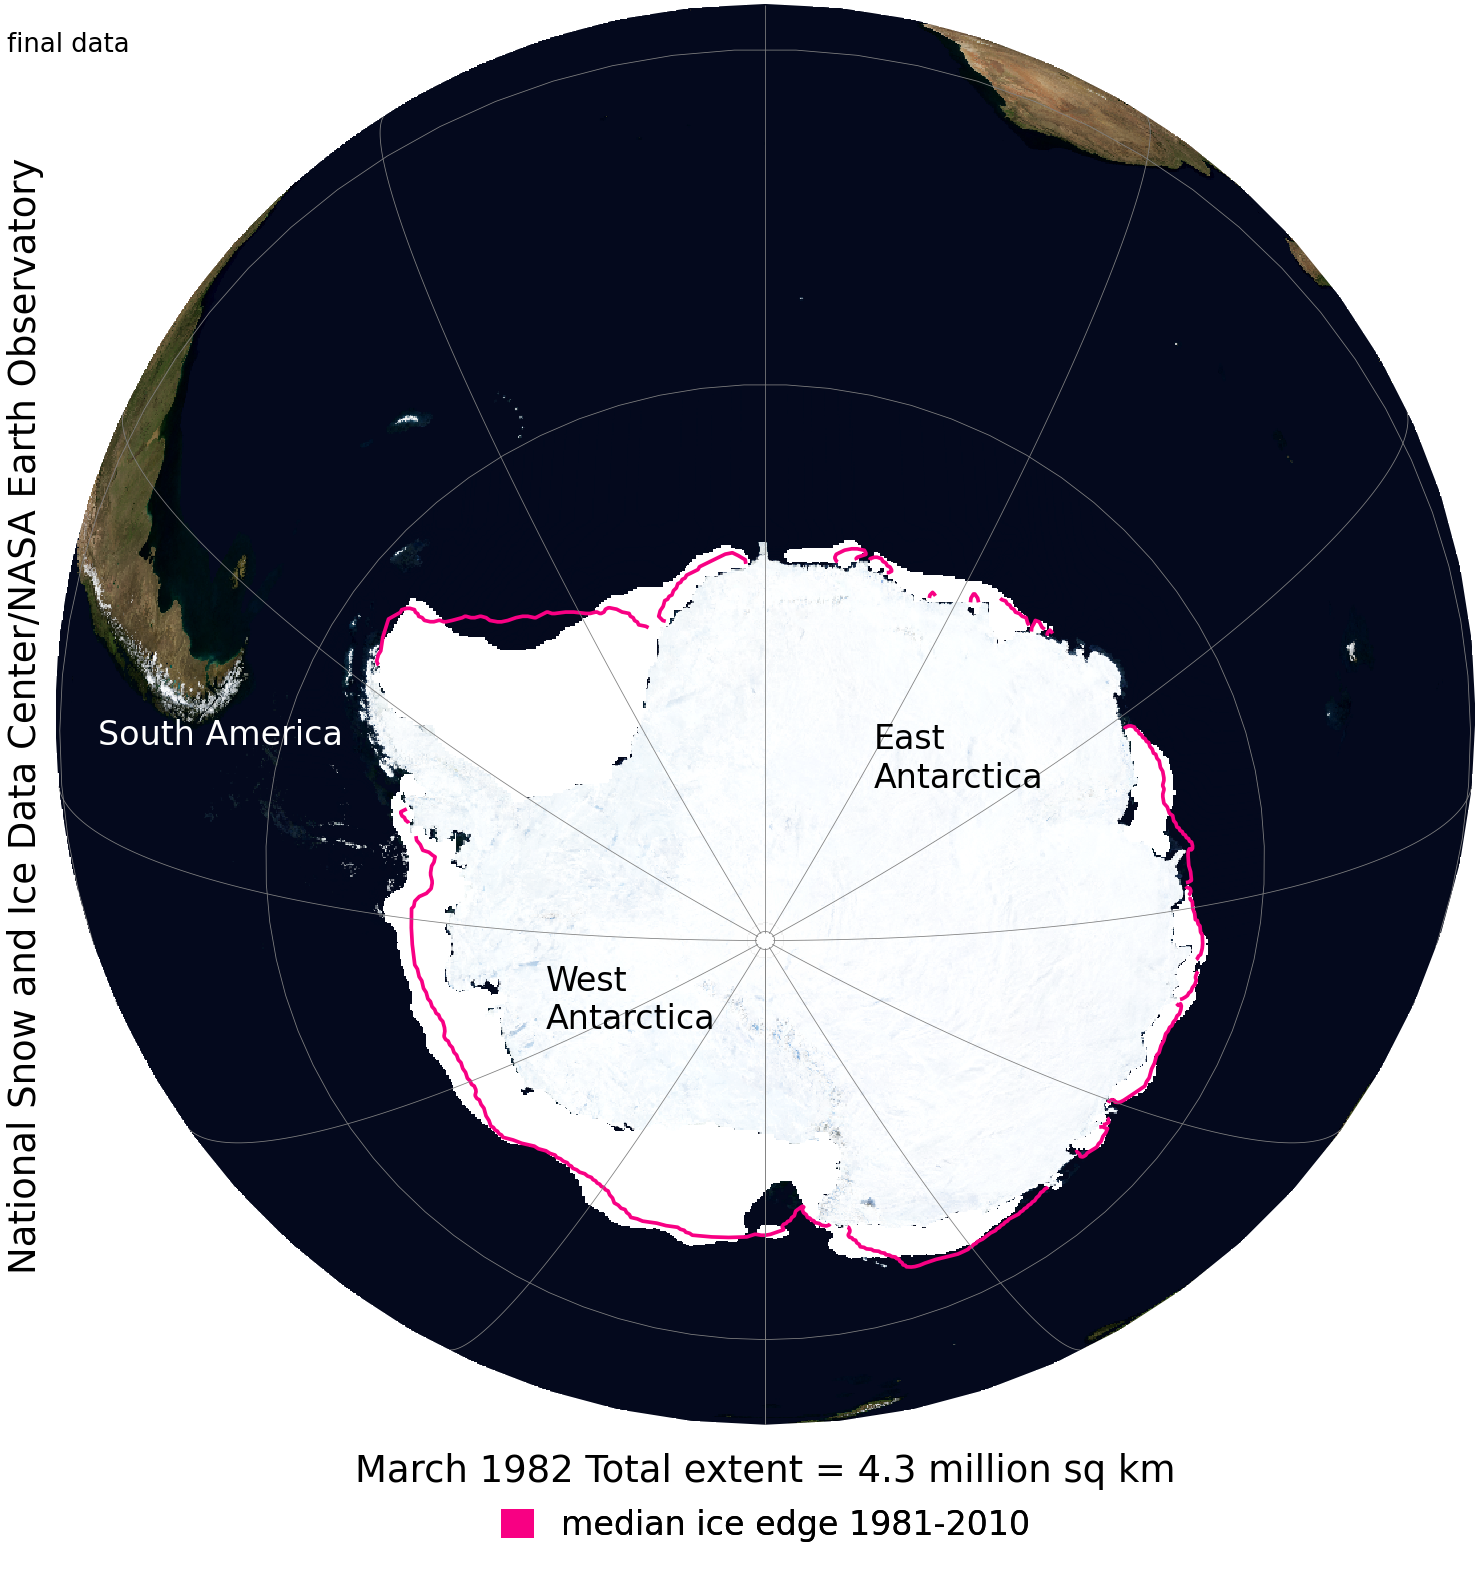 final data
National Snow and Ice Data Center/NASA Earth Observatory
South America
East
Antarctica
West
Antarctica
March 1982 Total extent = 4.3 million sq km
median ice edge 1981-2010